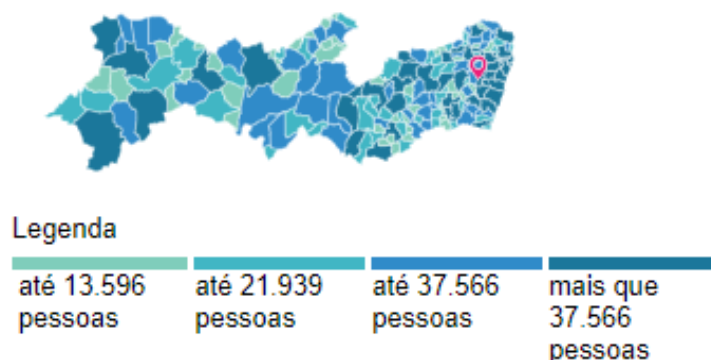 Legenda
até 13.596
pessoas
até 21.939
pessoas
até 37.566
pessoas
mais que
37.566
pessoas